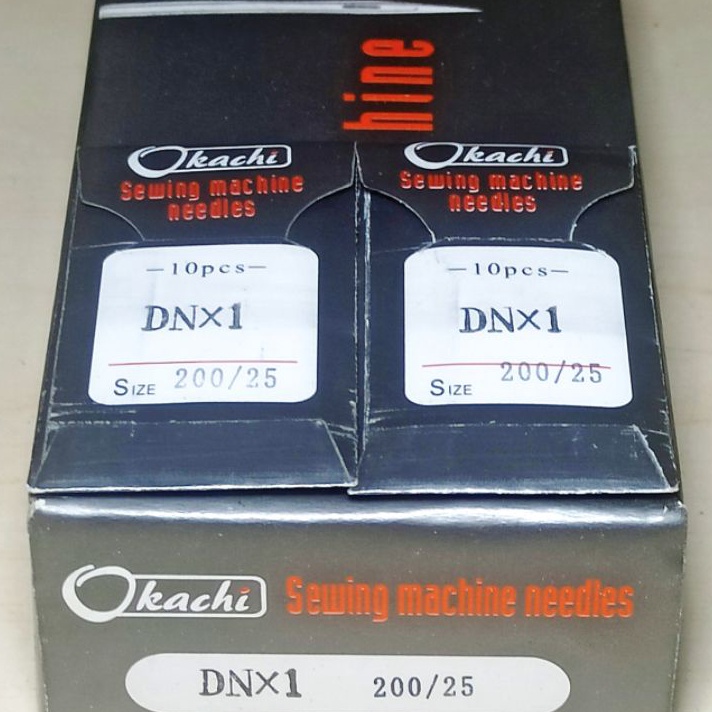 hine
Okachi
Sewing machine
needles
—10pcs—
DN×1
SIZE 200/25
Okachi
Sewing machine
needles
—10pcs—
DN×1
SIZE 200/25
Okachi Sewing machine needles
DN×1 200/25